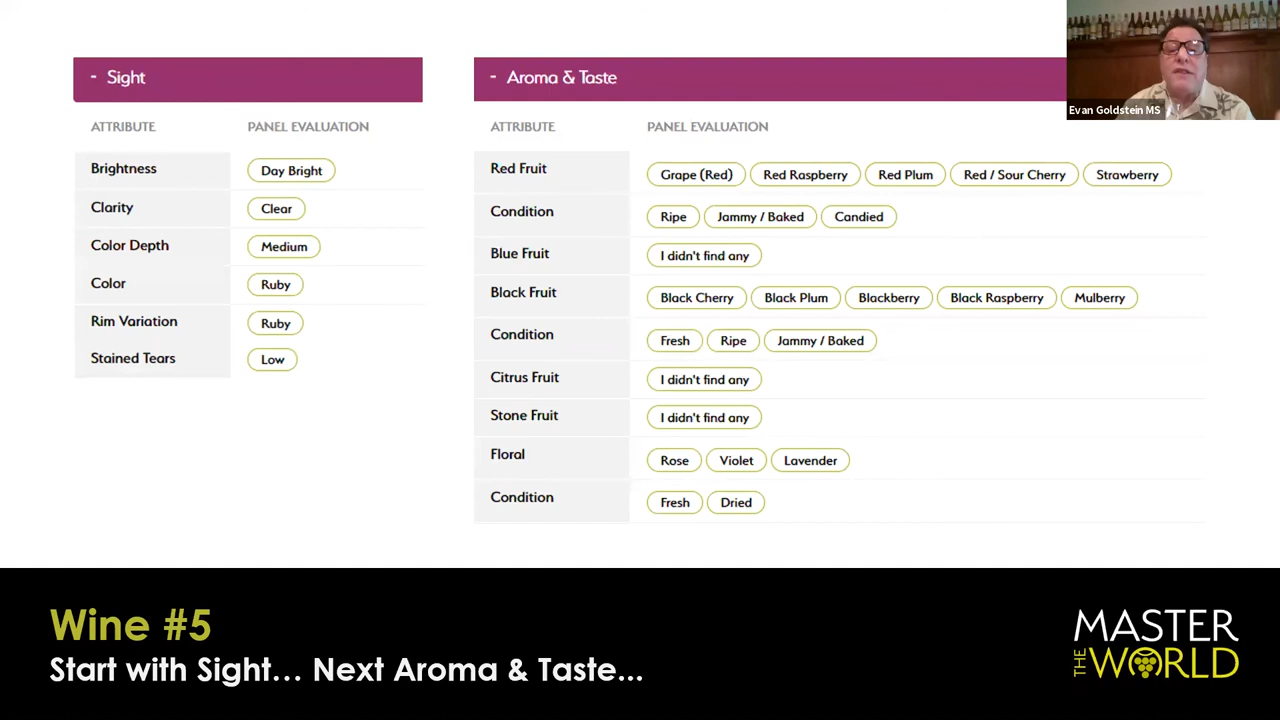 - Sight
ATTRIBUTE PANEL EVALUATION
Brightness Day Bright
Clarity Clear
Color Depth Medium
Color Ruby
Rim Variation Ruby
Stained Tears Low
- Aroma & Taste
ATTRIBUTE PANEL EVALUATION
Red Fruit Grape (Red) Red Raspberry Red Plum Red / Sour Cherry Strawberry
Condition Ripe Jammy / Baked Candied
Blue Fruit I didn't find any
Black Fruit Black Cherry Black Plum Blackberry Black Raspberry Mulberry
Condition Fresh Ripe Jammy / Baked
Citrus Fruit I didn't find any
Stone Fruit I didn't find any
Floral Rose Violet Lavender
Condition Fresh Dried
Evan Goldstein MS
Wine #5
Start with Sight... Next Aroma & Taste...
MASTER
THE WORLD